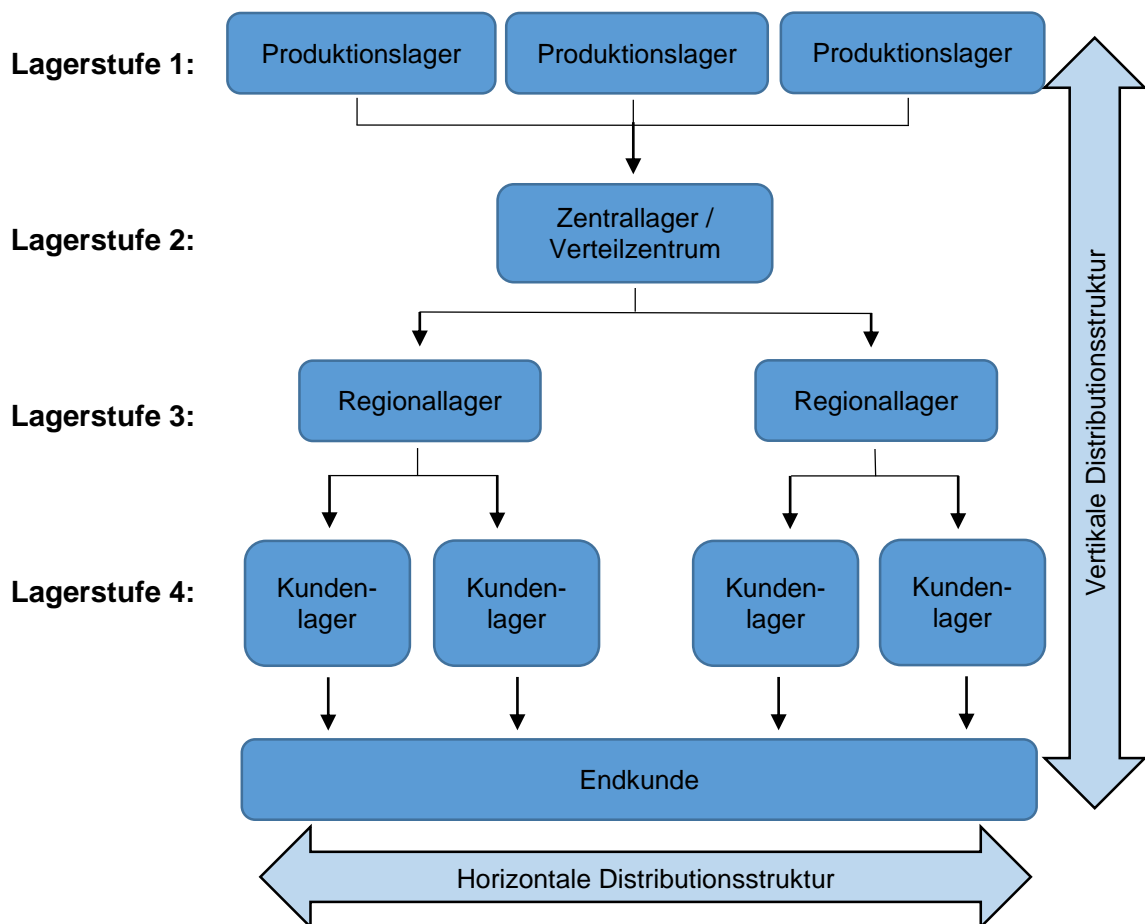 Lagerstufe 1:
Produktionslager
Produktionslager
Produktionslager
Lagerstufe 2:
Zentrallager /
Verteilzentrum
Lagerstufe 3:
Regionallager
Regionallager
Lagerstufe 4:
Kunden-
lager
Kunden-
lager
Kunden-
lager
Kunden-
lager
Endkunde
Horizontale Distributionsstruktur
Vertikale Distributionsstruktur